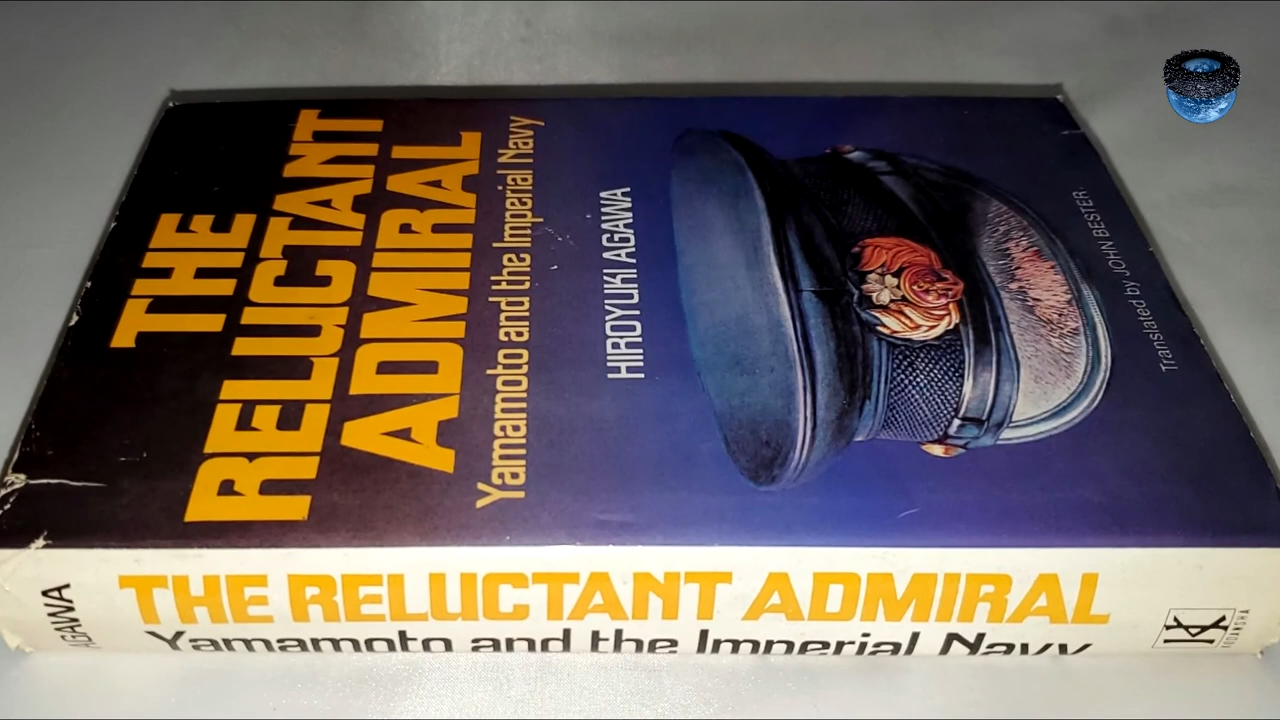 THE
RELUCTANT
ADMIRAL
Yamamoto and the Imperial Navy
HIROYUKI AGAWA
Translated by JOHN BESTER
AGAWA
THE RELUCTANT ADMIRAL
Yamamoto and the Imperial Navy
K
KODANSHA